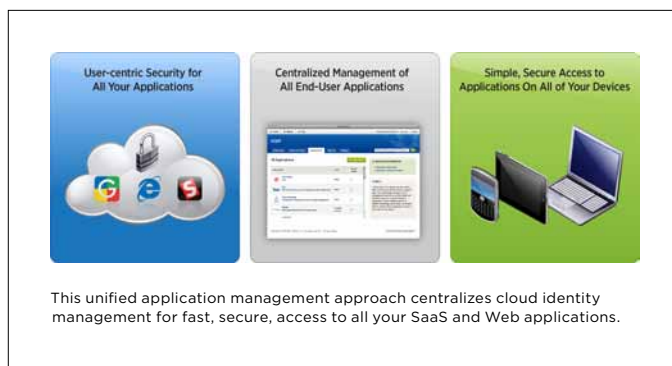 User-centric Security for
All Your Applications
Centralized Management of
All End-User Applications
Simple, Secure Access to
Applications On All of Your Devices
This unified application management approach centralizes cloud identity
management for fast, secure, access to all your SaaS and Web applications.